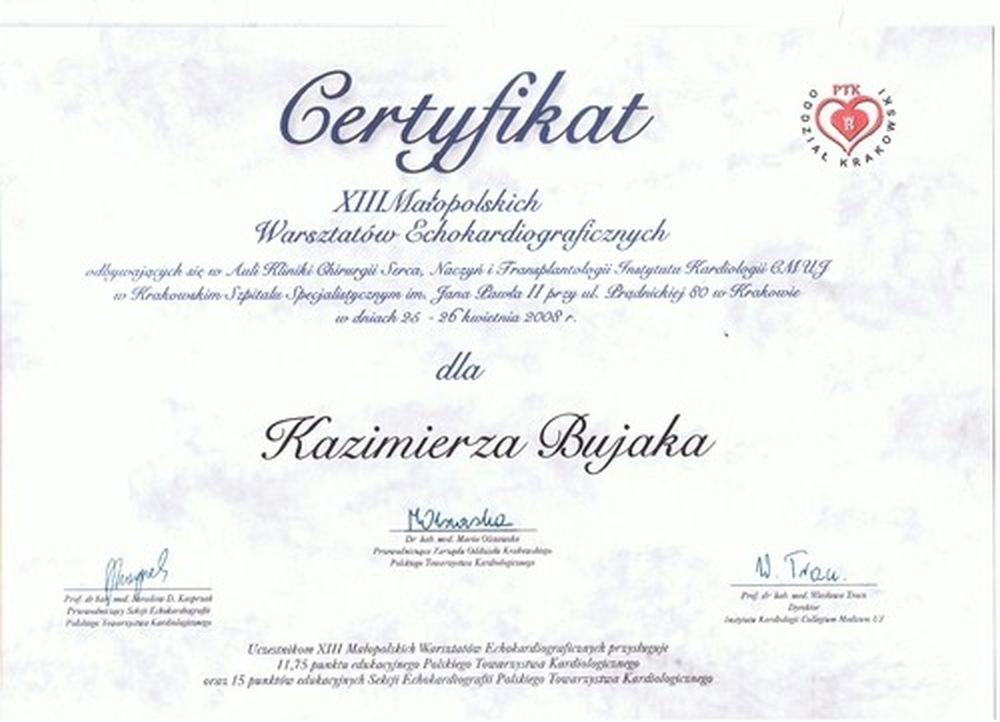 Certyfikat
PTK
ODDZIAŁ KRAKOWSKI
XIII Małopolskich
Warsztatów Echokardiograficznych
odbywających się w Auli Kliniki Chirurgii Serca, Naczyń i Transplantologii Instytutu Kardiologii CMUJ
w Krakowskim Szpitalu Specjalistycznym im. Jana Pawła II przy ul. Prądnickiej 80 w Krakowie
w dniach 25 - 26 kwietnia 2008 r.
dla
Kazimierza Bujaka
Dr hab. med. Maria Olszowska
Przewodnicząca Zarządu Oddziału Krakowskiego
Polskiego Towarzystwa Kardiologicznego
Prof. dr hab. med. Jarosław D. Kasprzak
Przewodniczący Sekcji Echokardiografii
Polskiego Towarzystwa Kardiologicznego
W. Trac
Prof. dr hab. med. Wiesława Tracz
Dyrektor
Instytutu Kardiologii Collegium Medicum UJ
Uczestnikom XIII Małopolskich Warsztatów Echokardiograficznych przysługuje
11,75 punktu edukacyjnego Polskiego Towarzystwa Kardiologicznego
oraz 15 punktów edukacyjnych Sekcji Echokardiografii Polskiego Towarzystwa Kardiologicznego